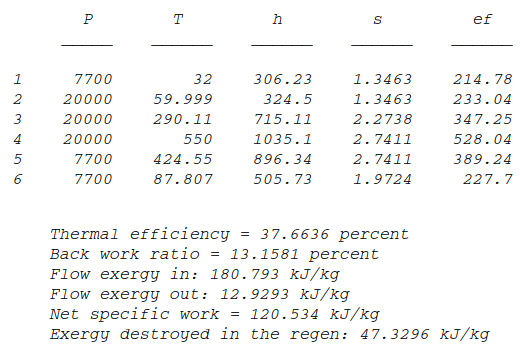 P T h s ef
1 7700 32 306.23 1.3463 214.78
2 20000 59.999 324.5 1.3463 233.04
3 20000 290.11 715.11 2.2738 347.25
4 20000 550 1035.1 2.7411 528.04
5 7700 424.55 896.34 2.7411 389.24
6 7700 87.807 505.73 1.9724 227.7
Thermal efficiency = 37.6636 percent
Back work ratio = 13.1581 percent
Flow exergy in: 180.793 kJ/kg
Flow exergy out: 12.9293 kJ/kg
Net specific work = 120.534 kJ/kg
Exergy destroyed in the regen: 47.3296 kJ/kg